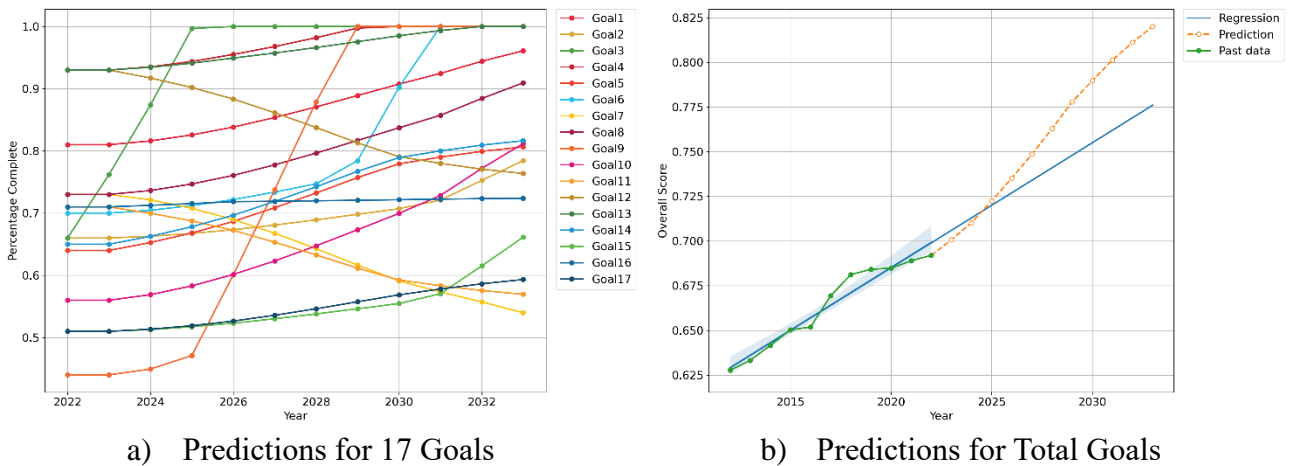 1.0
0.9
0.8
0.7
0.6
0.5
Percentage Complete
2022 2024 2026 2028 2030 2032
Year
Goal1
Goal2
Goal3
Goal4
Goal5
Goal6
Goal7
Goal8
Goal9
Goal10
Goal11
Goal12
Goal13
Goal14
Goal15
Goal16
Goal17
a) Predictions for 17 Goals
0.825
0.800
0.775
0.750
0.725
0.700
0.675
0.650
0.625
Overall Score
2015 2020 2025 2030
Year
Regression
Prediction
Past data
b) Predictions for Total Goals